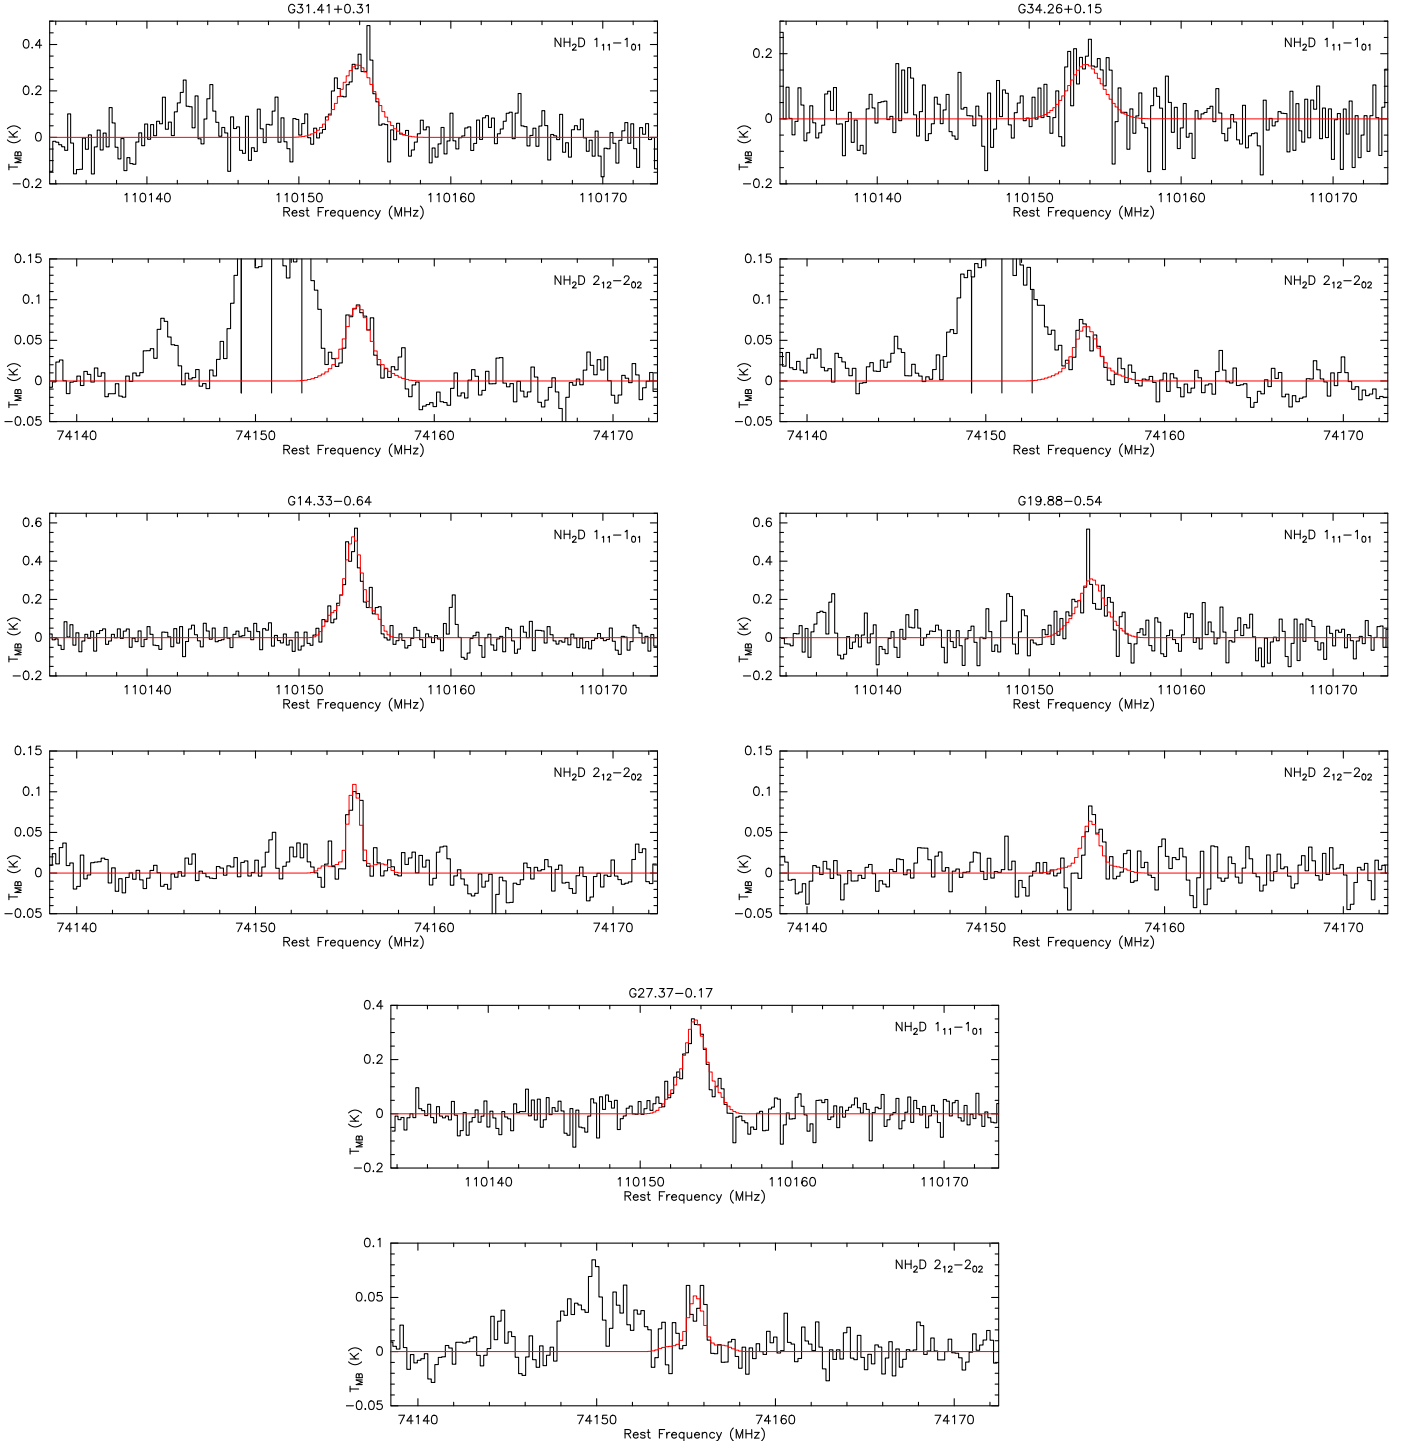 G31.41+0.31
NH₂D 1₁₁−1₀₁
0.4
0.2
0
−0.2
T_MB (K)
110140 110150 110160 110170
Rest Frequency (MHz)
NH₂D 2₁₂−2₀₂
0.15
0.1
0.05
0
−0.05
T_MB (K)
74140 74150 74160 74170
Rest Frequency (MHz)
G34.26+0.15
NH₂D 1₁₁−1₀₁
0.2
0
−0.2
T_MB (K)
110140 110150 110160 110170
Rest Frequency (MHz)
NH₂D 2₁₂−2₀₂
0.15
0.1
0.05
0
−0.05
T_MB (K)
74140 74150 74160 74170
Rest Frequency (MHz)
G14.33−0.64
NH₂D 1₁₁−1₀₁
0.6
0.4
0.2
0
−0.2
T_MB (K)
110140 110150 110160 110170
Rest Frequency (MHz)
NH₂D 2₁₂−2₀₂
0.15
0.1
0.05
0
−0.05
T_MB (K)
74140 74150 74160 74170
Rest Frequency (MHz)
G19.88−0.54
NH₂D 1₁₁−1₀₁
0.6
0.4
0.2
0
−0.2
T_MB (K)
110140 110150 110160 110170
Rest Frequency (MHz)
NH₂D 2₁₂−2₀₂
0.15
0.1
0.05
0
−0.05
T_MB (K)
74140 74150 74160 74170
Rest Frequency (MHz)
G27.37−0.17
NH₂D 1₁₁−1₀₁
0.4
0.2
0
−0.2
T_MB (K)
110140 110150 110160 110170
Rest Frequency (MHz)
NH₂D 2₁₂−2₀₂
0.1
0.05
0
−0.05
T_MB (K)
74140 74150 74160 74170
Rest Frequency (MHz)